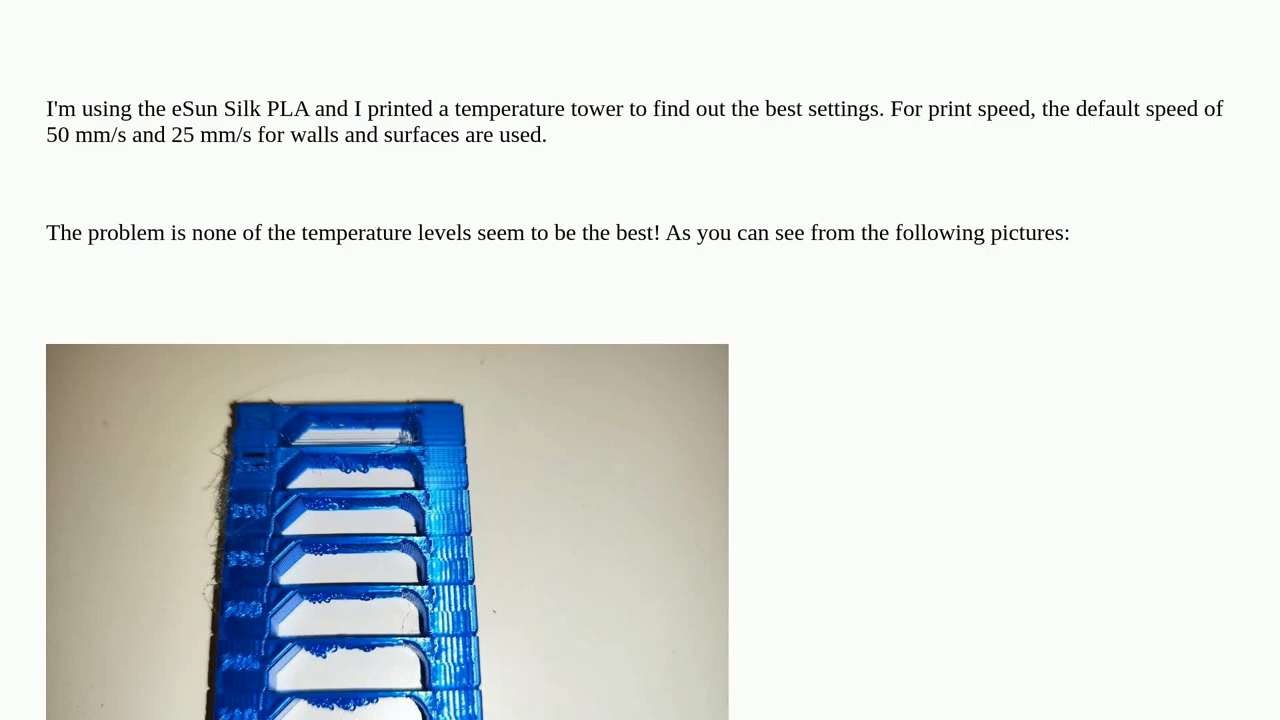 I'm using the eSun Silk PLA and I printed a temperature tower to find out the best settings. For print speed, the default speed of
50 mm/s and 25 mm/s for walls and surfaces are used.
The problem is none of the temperature levels seem to be the best! As you can see from the following pictures: